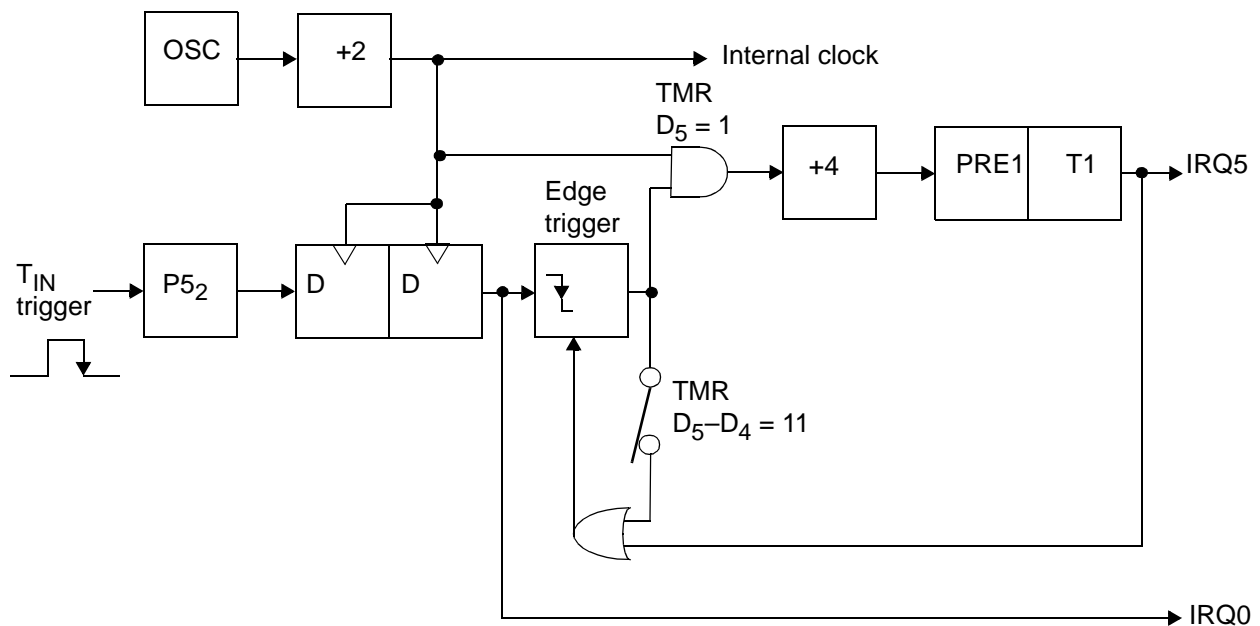 OSC
+2
Internal clock
TMR
D5 = 1
+4
PRE1
T1
IRQ5
Edge
trigger
TIN
trigger
P52
D
D
TMR
D5–D4 = 11
IRQ0